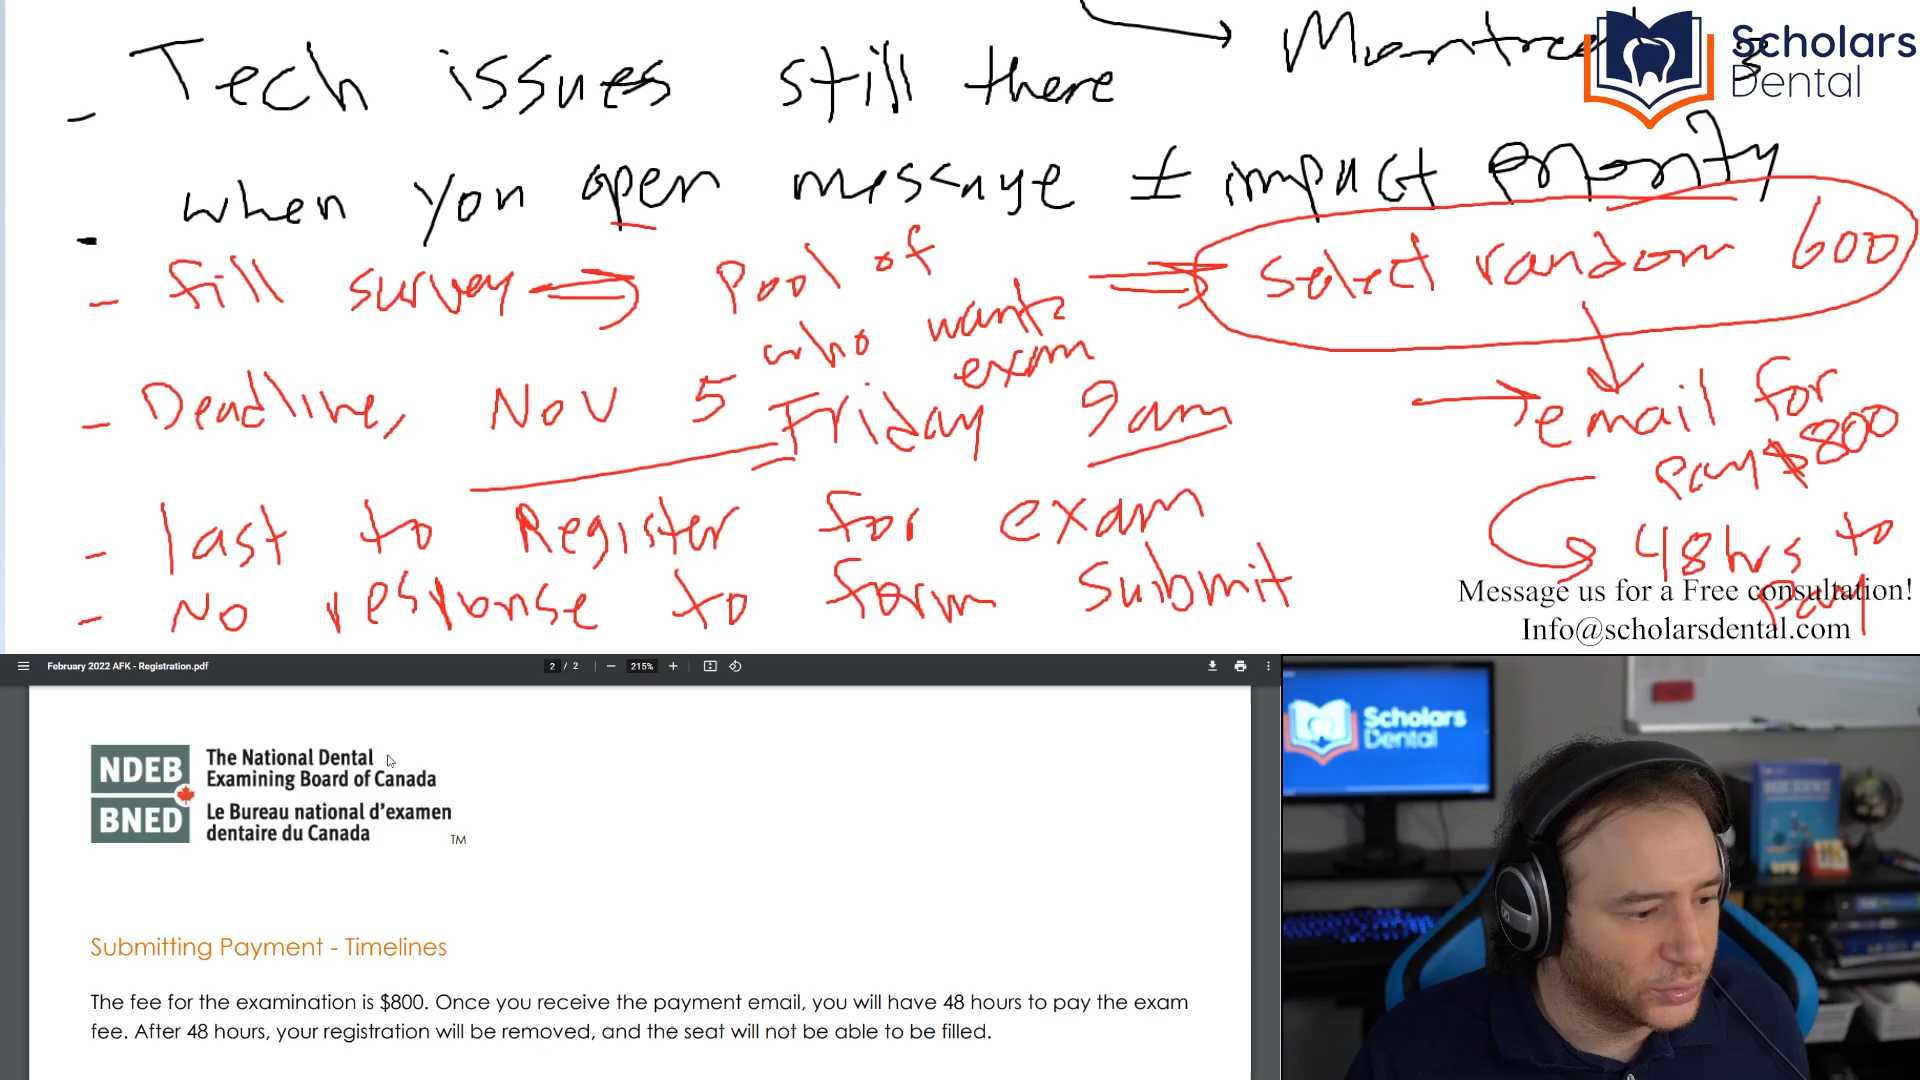 Scholars
Dental
- Tech issues still there
- when you open message ± impact priority
- fill survey ⇒ Pool of who wants exam ⇒ select random 600
- Deadline, Nov 5 Friday 9am
→ email for
pay $800
48 hrs to
pay
- last to Register for exam
- No response to form submit
Message us for a Free consultation!
Info@scholarsdental.com
February 2022 AFK - Registration.pdf
2 / 2
215%
NDEB
BNED
The National Dental
Examining Board of Canada
Le Bureau national d'examen
dentaire du Canada
TM
Submitting Payment - Timelines
The fee for the examination is $800. Once you receive the payment email, you will have 48 hours to pay the exam
fee. After 48 hours, your registration will be removed, and the seat will not be able to be filled.
Scholars
Dental